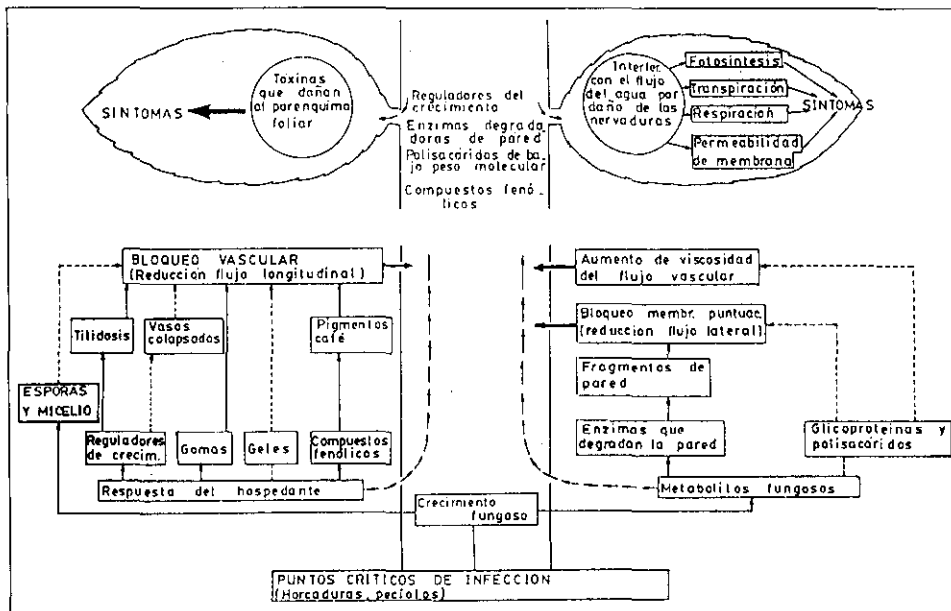 SINTOMAS
Toxinas
que dañan
al parenquima
foliar
Reguladores del
crecimiento
Enzimas degrada
doras de pared
Polisacáridos de ba_
jo peso molecular
Compuestos fenó_
licos
Interfer.
con el flujo
del agua por
daño de las
nervaduras
Fotosintesis
Transpiración
Respiración
Permeabilidad
de membrana
SINTOMAS
BLOQUEO VASCULAR
(Reducción flujo longitudinal)
Tilidosis
Vasos
colapsados
Pigmentos
café
ESPORAS
Y MICELIO
Reguladores
de crecim.
Gomas
Geles
Compuestos
fenólicos
Respuesta del hospedante
Aumento de viscosidad
del flujo vascular
Bloqueo membr. puntuac.
(reducción flujo lateral)
Fragmentos de
pared
Enzimas que
degradan la pared
Glicoproteinas y
polisacáridos
Metabolitos fungosos
Crecimiento
fungoso
PUNTOS CRITICOS DE INFECCION
(Horcaduras, pecíolos)